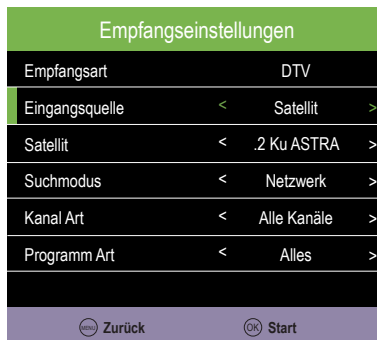 Empfangseinstellungen
Empfangsart DTV
Eingangsquelle < Satellit >
Satellit < .2 Ku ASTRA >
Suchmodus < Netzwerk >
Kanal Art < Alle Kanäle >
Programm Art < Alles >
MENU Zurück OK Start